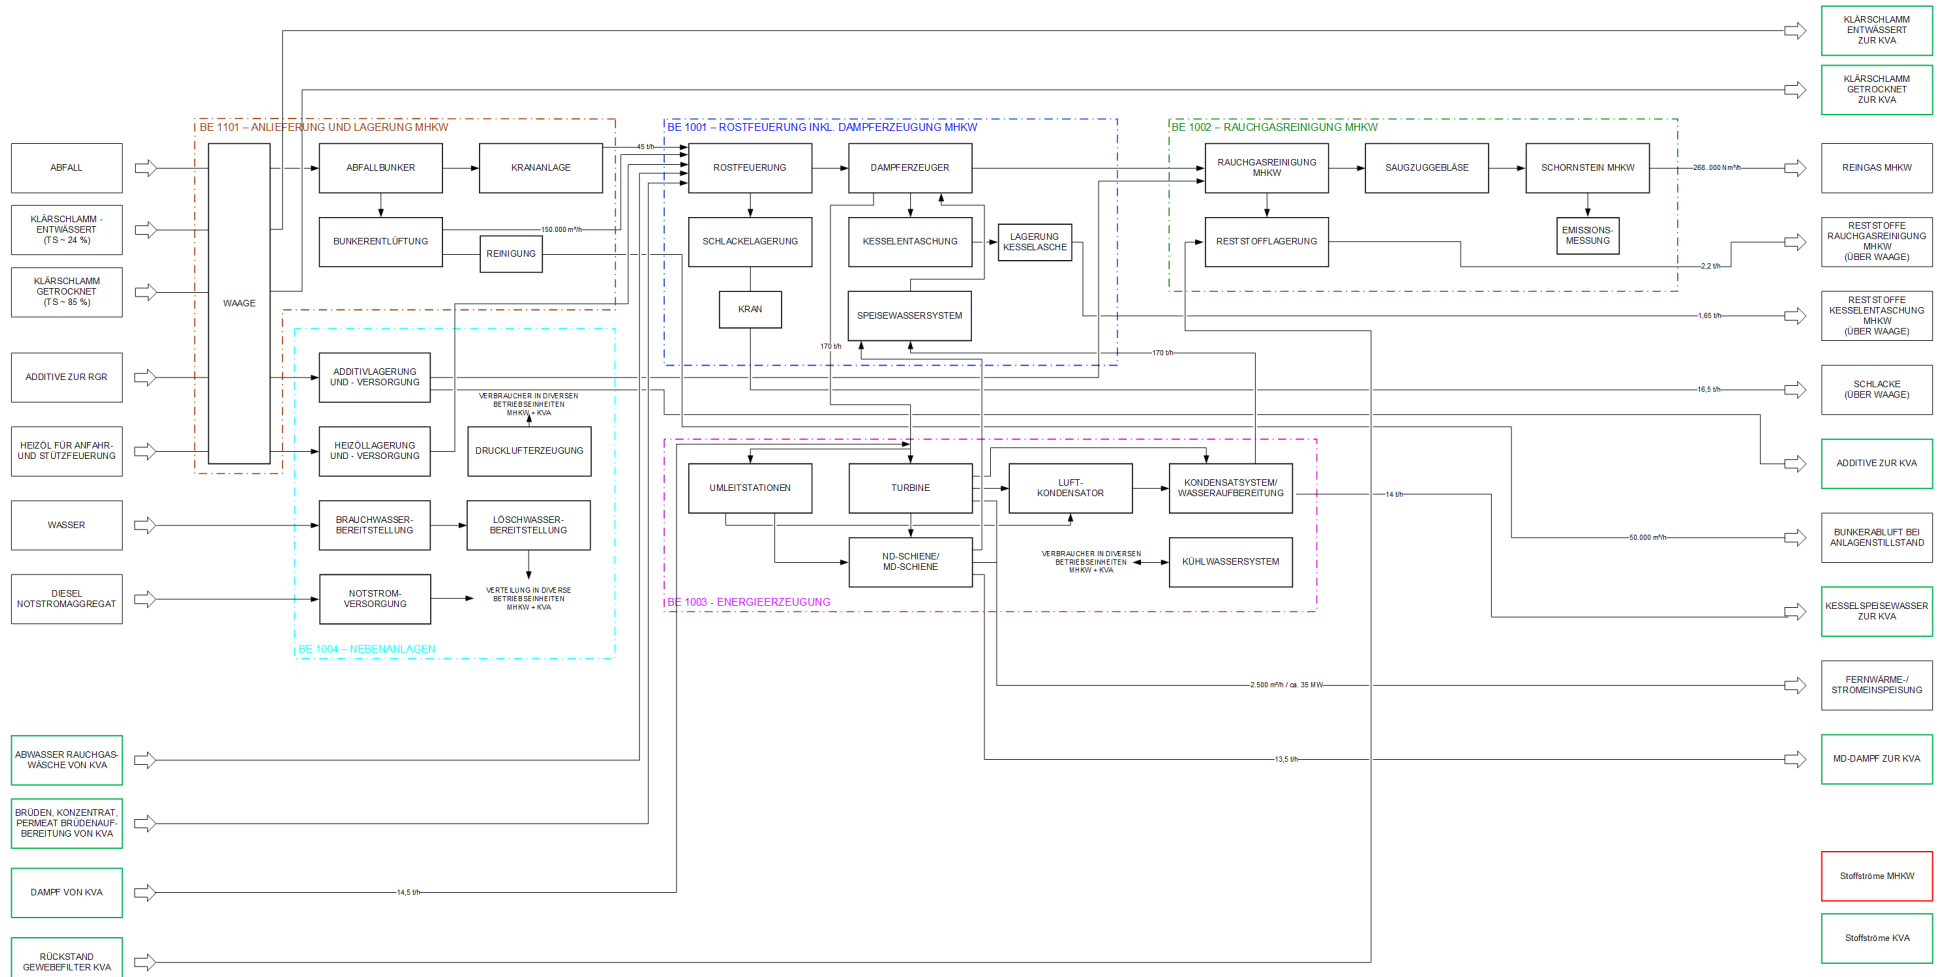 KLÄRSCHLAMM
ENTWÄSSERT
ZUR KVA
KLÄRSCHLAMM
GETROCKNET
ZUR KVA
BE 1101 – ANLIEFERUNG UND LAGERUNG MHKW
BE 1001 – ROSTFEUERUNG INKL. DAMPFERZEUGUNG MHKW
BE 1002 – RAUCHGASREINIGUNG MHKW
ABFALL
ABFALLBUNKER
KRANANLAGE
45 t/h
ROSTFEUERUNG
DAMPFERZEUGER
RAUCHGASREINIGUNG
MHKW
SAUGZUGGEBLÄSE
SCHORNSTEIN MHKW
268..000 Nm³/h
REINGAS MHKW
KLÄRSCHLAMM -
ENTWÄSSERT
(TS ~ 24 %)
BUNKERENTLÜFTUNG
150.000 m³/h
REINIGUNG
SCHLACKELAGERUNG
KESSELENTASCHUNG
LAGERUNG
KESSELASCHE
RESTSTOFFLAGERUNG
EMISSIONS-
MESSUNG
2,2 t/h
RESTSTOFFE
RAUCHGASREINIGUNG
MHKW
(ÜBER WAAGE)
KLÄRSCHLAMM
GETROCKNET
(TS ~ 85 %)
WAAGE
KRAN
SPEISEWASSERSYSTEM
1,65 t/h
RESTSTOFFE
KESSELENTASCHUNG
MHKW
(ÜBER WAAGE)
170 t/h
170 t/h
ADDITIVE ZUR RGR
ADDITIVLAGERUNG
UND - VERSORGUNG
VERBRAUCHER IN DIVERSEN
BETRIEBSEINHEITEN
MHKW + KVA
16,5 t/h
SCHLACKE
(ÜBER WAAGE)
HEIZÖL FÜR ANFAHR-
UND STÜTZFEUERUNG
HEIZÖLLAGERUNG
UND - VERSORGUNG
DRUCKLUFTERZEUGUNG
UMLEITSTATIONEN
TURBINE
LUFT-
KONDENSATOR
KONDENSATSYSTEM/
WASSERAUFBEREITUNG
14 t/h
ADDITIVE ZUR KVA
WASSER
BRAUCHWASSER-
BEREITSTELLUNG
LÖSCHWASSER-
BEREITSTELLUNG
ND-SCHIENE/
MD-SCHIENE
VERBRAUCHER IN DIVERSEN
BETRIEBSEINHEITEN
MHKW + KVA
KÜHLWASSERSYSTEM
50.000 m³/h
BUNKERABLUFT BEI
ANLAGENSTILLSTAND
DIESEL
NOTSTROMAGGREGAT
NOTSTROM-
VERSORGUNG
VERTEILUNG IN DIVERSE
BETRIEBSEINHEITEN
MHKW + KVA
BE 1003 - ENERGIEERZEUGUNG
KESSELSPEISEWASSER
ZUR KVA
BE 1004 – NEBENANLAGEN
2.500 m³/h / ca. 35 MW
FERNWÄRME-/
STROMEINSPEISUNG
ABWASSER RAUCHGAS-
WÄSCHE VON KVA
13,5 t/h
MD-DAMPF ZUR KVA
BRÜDEN, KONZENTRAT,
PERMEAT BRÜDENAUF-
BEREITUNG VON KVA
DAMPF VON KVA
14,5 t/h
Stoffströme MHKW
RÜCKSTAND
GEWEBEFILTER KVA
Stoffströme KVA